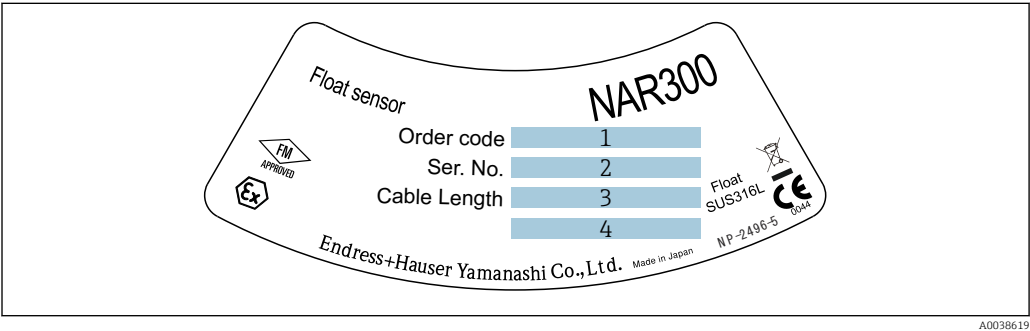 Float sensor
NAR300
Order code 1
Ser. No. 2
Cable Length 3
4
FM
APPROVED
Ex
Float
SUS316L
CE
0044
NP-2496-5
Endress+Hauser Yamanashi Co.,Ltd. Made in Japan
A0038619